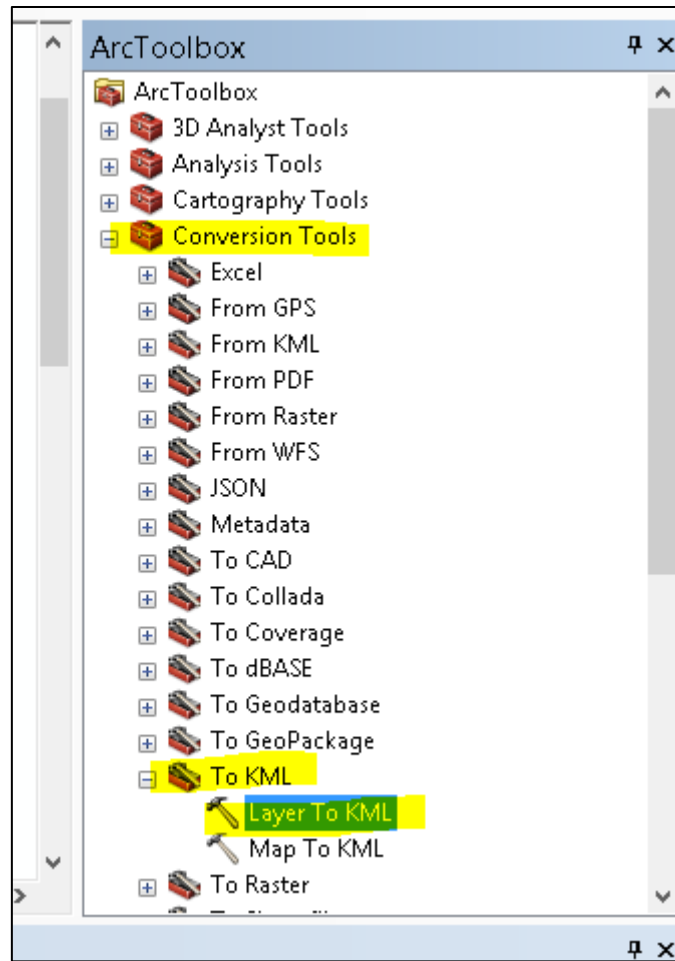 ArcToolbox
ArcToolbox
3D Analyst Tools
Analysis Tools
Cartography Tools
Conversion Tools
Excel
From GPS
From KML
From PDF
From Raster
From WFS
JSON
Metadata
To CAD
To Collada
To Coverage
To dBASE
To Geodatabase
To GeoPackage
To KML
Layer To KML
Map To KML
To Raster